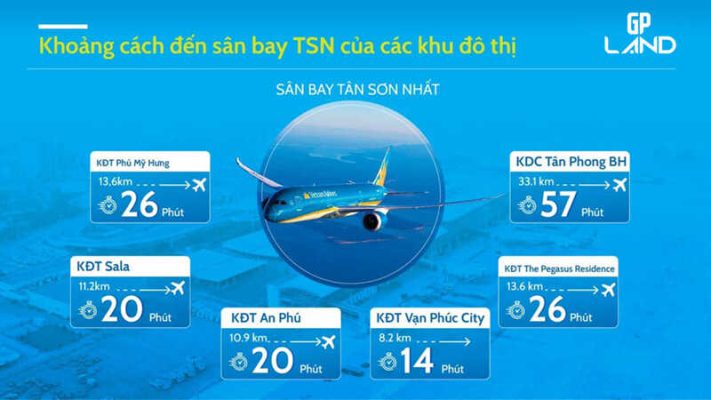 Khoảng cách đến sân bay TSN của các khu đô thị
GP
LAND
SÂN BAY TÂN SƠN NHẤT
KĐT Phú Mỹ Hưng
13,6km
26 Phút
KDC Tân Phong BH
33.1 km
57 Phút
Vietnam Airlines
KĐT Sala
11.2km
20 Phút
KĐT The Pegasus Residence
13.6 km
26 Phút
KĐT An Phú
10.9 km
20 Phút
KĐT Vạn Phúc City
8.2 km
14 Phút